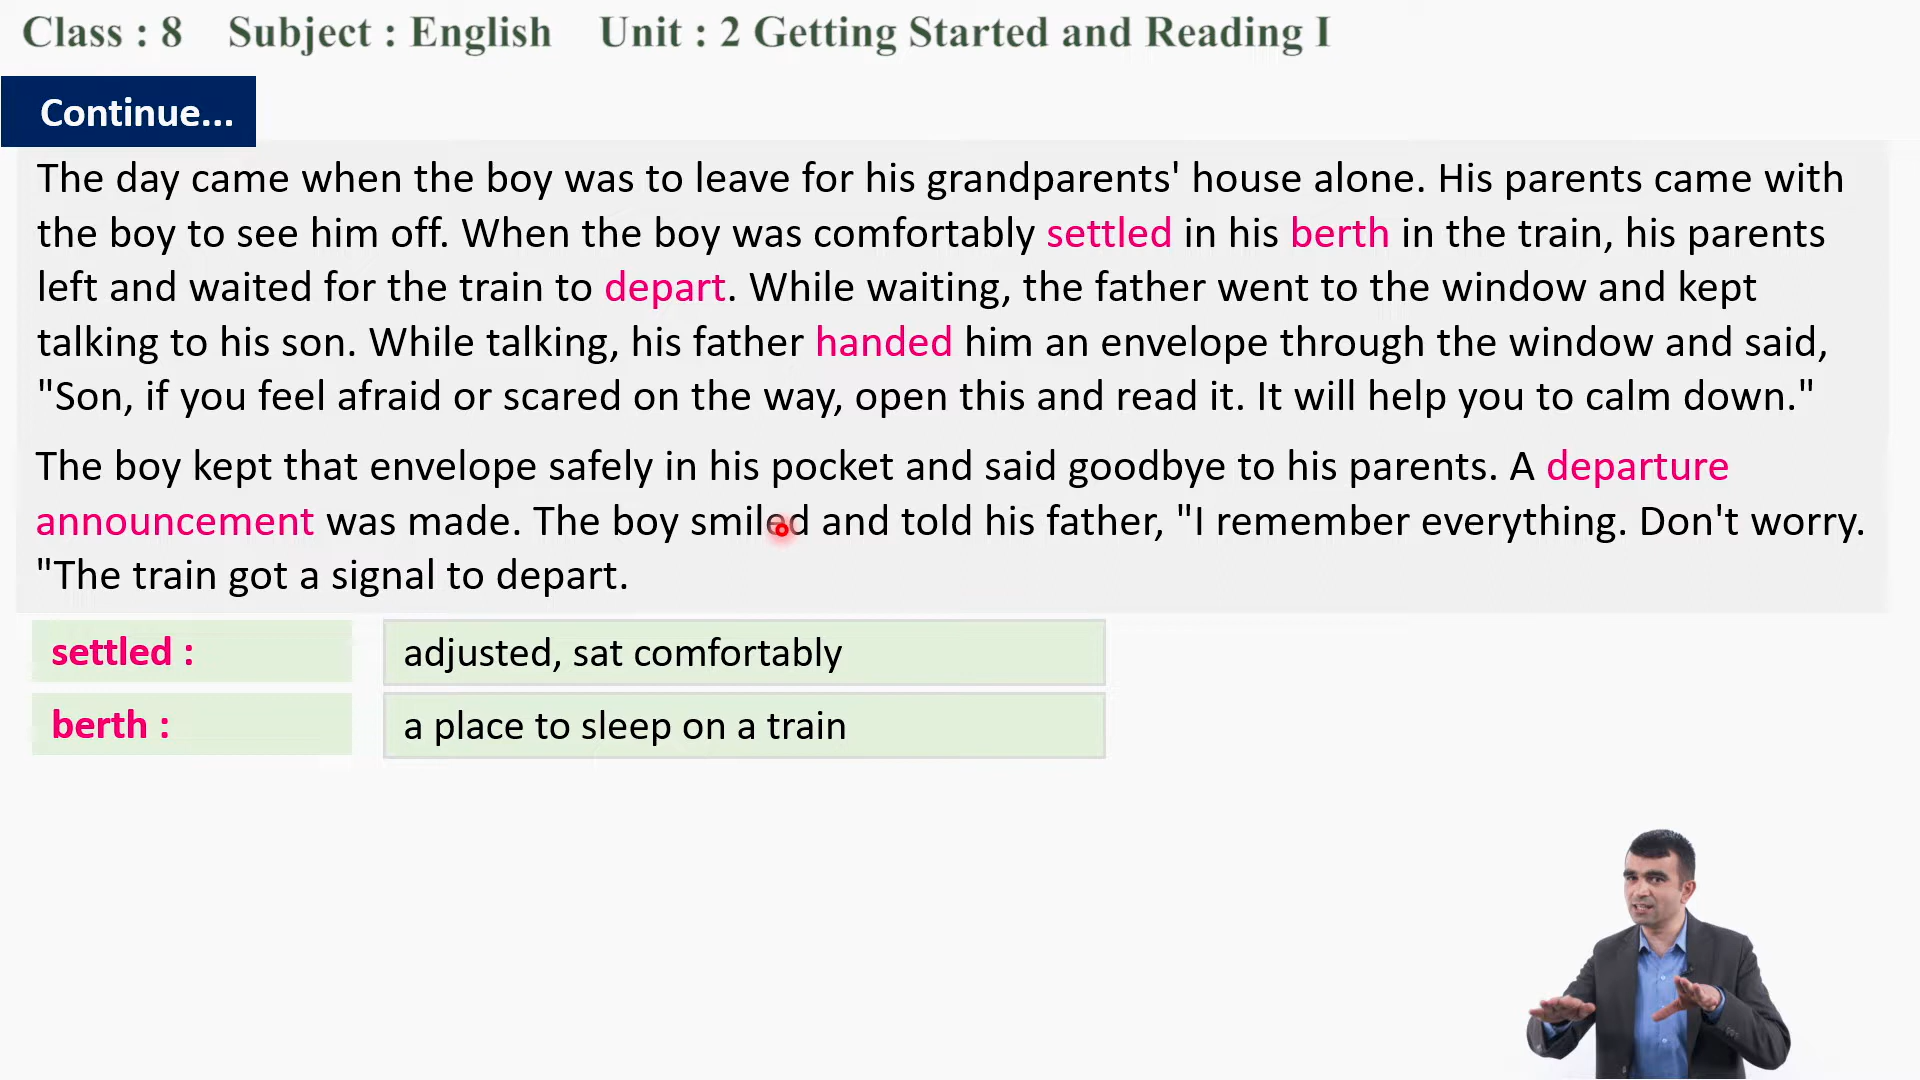 Class : 8 Subject : English Unit : 2 Getting Started and Reading I
Continue...
The day came when the boy was to leave for his grandparents' house alone. His parents came with
the boy to see him off. When the boy was comfortably settled in his berth in the train, his parents
left and waited for the train to depart. While waiting, the father went to the window and kept
talking to his son. While talking, his father handed him an envelope through the window and said,
"Son, if you feel afraid or scared on the way, open this and read it. It will help you to calm down."
The boy kept that envelope safely in his pocket and said goodbye to his parents. A departure
announcement was made. The boy smiled and told his father, "I remember everything. Don't worry.
"The train got a signal to depart.
settled : adjusted, sat comfortably
berth : a place to sleep on a train